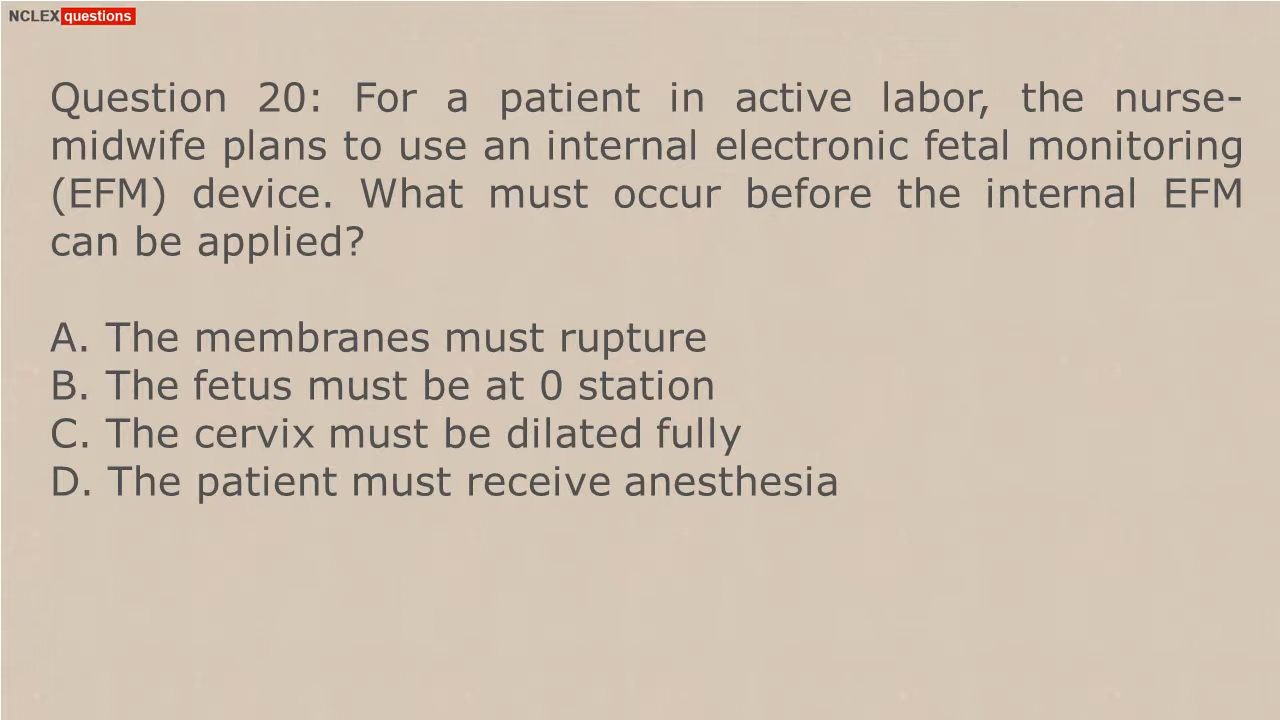 NCLEX questions
Question 20: For a patient in active labor, the nurse-
midwife plans to use an internal electronic fetal monitoring
(EFM) device. What must occur before the internal EFM
can be applied?
A. The membranes must rupture
B. The fetus must be at 0 station
C. The cervix must be dilated fully
D. The patient must receive anesthesia